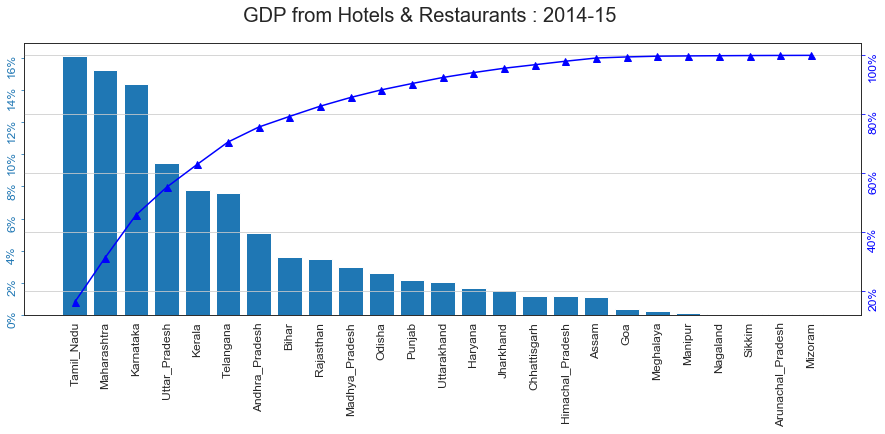 GDP from Hotels & Restaurants : 2014-15
16%
14%
12%
10%
8%
6%
4%
2%
0%
100%
80%
60%
40%
20%
Tamil_Nadu
Maharashtra
Karnataka
Uttar_Pradesh
Kerala
Telangana
Andhra_Pradesh
Bihar
Rajasthan
Madhya_Pradesh
Odisha
Punjab
Uttarakhand
Haryana
Jharkhand
Chhattisgarh
Himachal_Pradesh
Assam
Goa
Meghalaya
Manipur
Nagaland
Sikkim
Arunachal_Pradesh
Mizoram